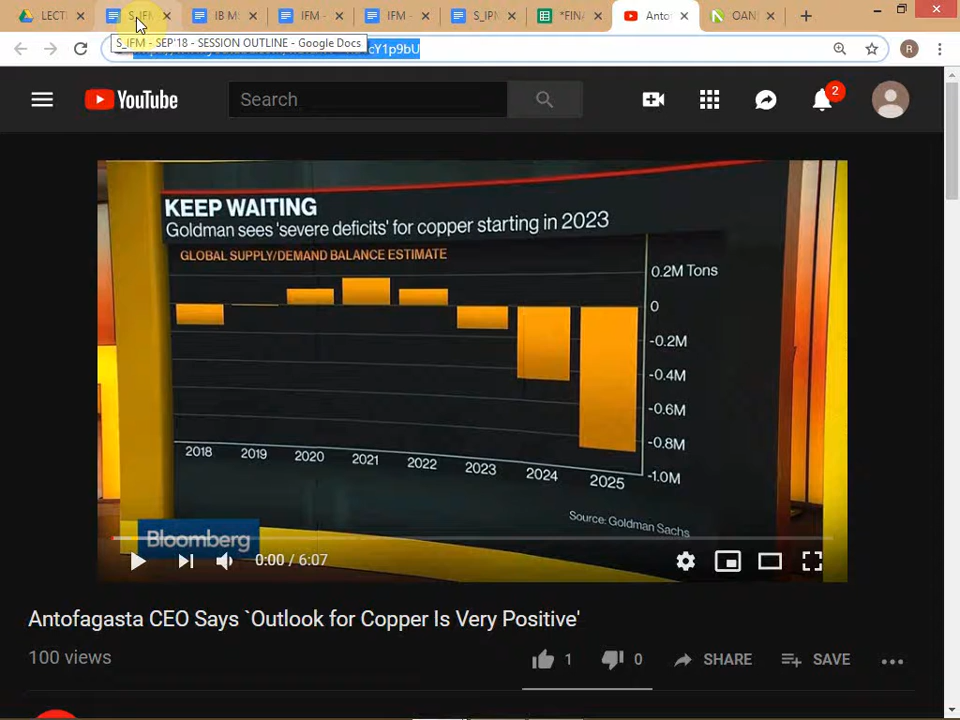 LECT
S_IFM
IB M
IFM -
IFM -
S_IPM
*FIN
Anto
OAN
S_IFM - SEP'18 - SESSION OUTLINE - Google Docs
cY1p9bU
R
YouTube
Search
2
KEEP WAITING
Goldman sees 'severe deficits' for copper starting in 2023
GLOBAL SUPPLY/DEMAND BALANCE ESTIMATE
0.2M Tons
0
-0.2M
-0.4M
-0.6M
-0.8M
-1.0M
2018 2019 2020 2021 2022 2023 2024 2025
Source: Goldman Sachs
Bloomberg
0:00 / 6:07
Antofagasta CEO Says `Outlook for Copper Is Very Positive'
100 views
1 0 SHARE SAVE